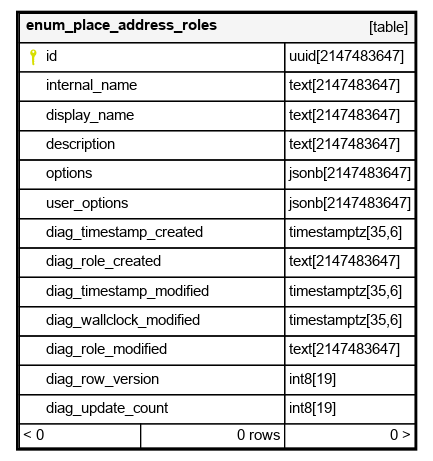 enum_place_address_roles [table]
id uuid[2147483647]
internal_name text[2147483647]
display_name text[2147483647]
description text[2147483647]
options jsonb[2147483647]
user_options jsonb[2147483647]
diag_timestamp_created timestamptz[35,6]
diag_role_created text[2147483647]
diag_timestamp_modified timestamptz[35,6]
diag_wallclock_modified timestamptz[35,6]
diag_role_modified text[2147483647]
diag_row_version int8[19]
diag_update_count int8[19]
< 0 0 rows 0 >